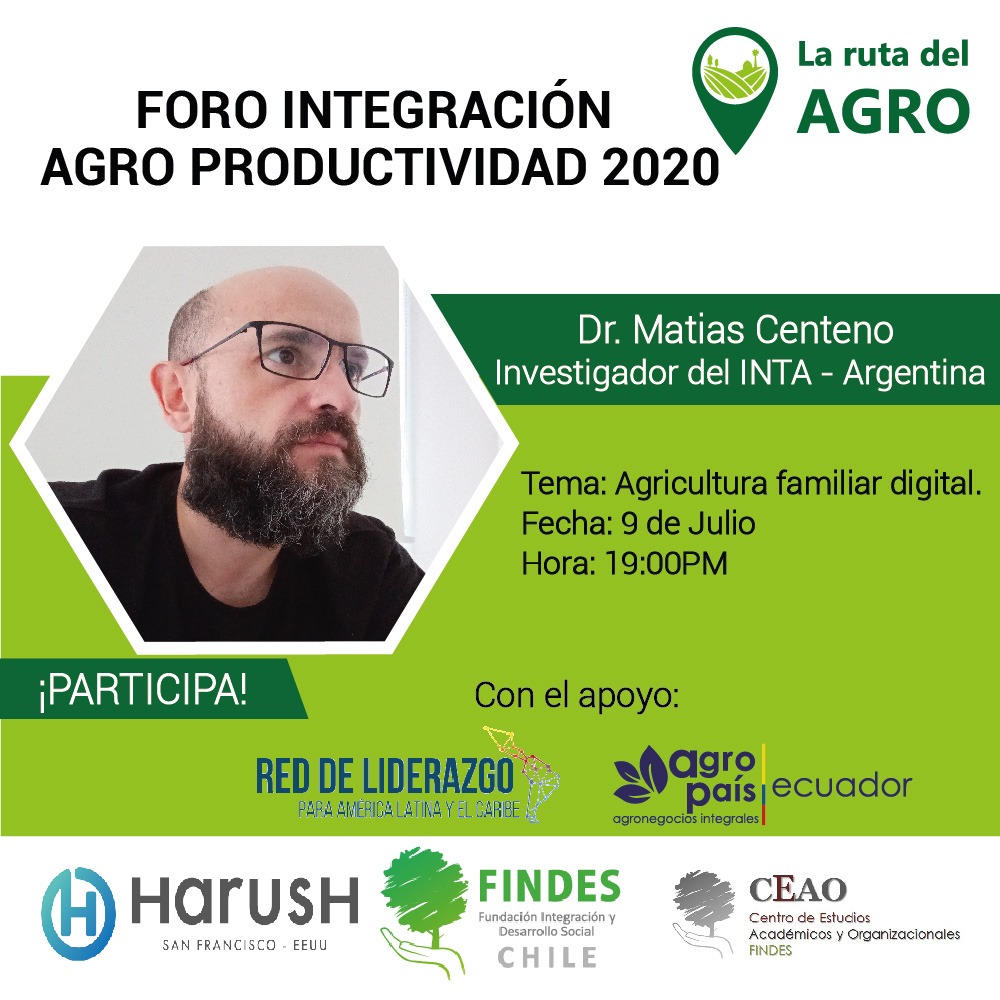 La ruta del
AGRO
FORO INTEGRACIÓN
AGRO PRODUCTIVIDAD 2020
Dr. Matias Centeno
Investigador del INTA - Argentina
Tema: Agricultura familiar digital.
Fecha: 9 de Julio
Hora: 19:00PM
¡PARTICIPA!
Con el apoyo:
RED DE LIDERAZGO
PARA AMÉRICA LATINA Y EL CARIBE
agro
país
ecuador
agronegocios integrales
H
HarusH
SAN FRANCISCO - EEUU
FINDES
Fundación Integración y
Desarrollo Social
CHILE
CEAO
Centro de Estudios
Académicos y Organizacionales
FINDES